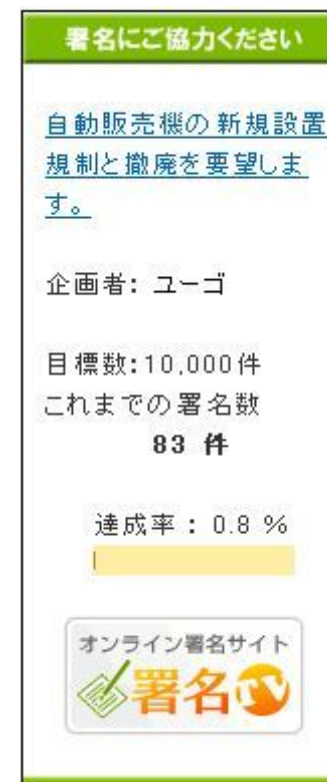 署名にご協力ください
自動販売機の新規設置
規制と撤廃を要望しま
す。
企画者: ユーゴ
目標数:10,000件
これまでの署名数
83 件
達成率 : 0.8 %
オンライン署名サイト
署名TV